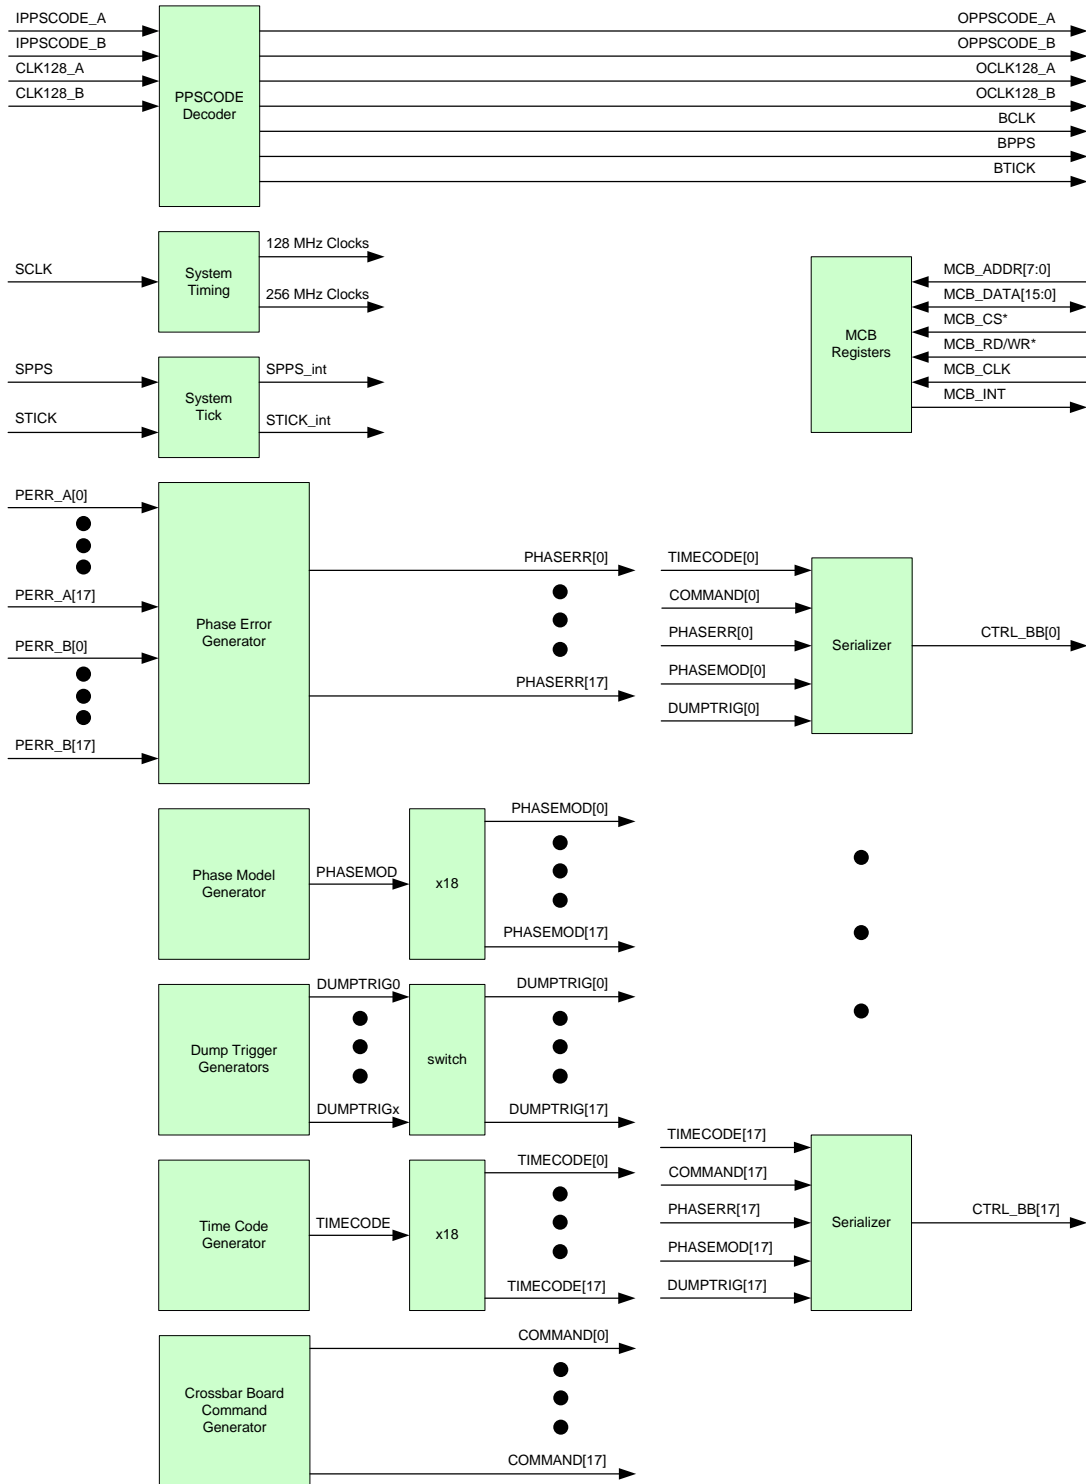 IPPSCODE_A
IPPSCODE_B
CLK128_A
CLK128_B
PPSCODE
Decoder
OPPSCODE_A
OPPSCODE_B
OCLK128_A
OCLK128_B
BCLK
BPPS
BTICK
SCLK
System
Timing
128 MHz Clocks
256 MHz Clocks
MCB
Registers
MCB_ADDR[7:0]
MCB_DATA[15:0]
MCB_CS*
MCB_RD/WR*
MCB_CLK
MCB_INT
SPPS
STICK
System
Tick
SPPS_int
STICK_int
PERR_A[0]
PERR_A[17]
PERR_B[0]
PERR_B[17]
Phase Error
Generator
PHASERR[0]
PHASERR[17]
TIMECODE[0]
COMMAND[0]
PHASERR[0]
PHASEMOD[0]
DUMPTRIG[0]
Serializer
CTRL_BB[0]
Phase Model
Generator
PHASEMOD
x18
PHASEMOD[0]
PHASEMOD[17]
Dump Trigger
Generators
DUMPTRIG0
DUMPTRIGx
switch
DUMPTRIG[0]
DUMPTRIG[17]
Time Code
Generator
TIMECODE
x18
TIMECODE[0]
TIMECODE[17]
TIMECODE[17]
COMMAND[17]
PHASERR[17]
PHASEMOD[17]
DUMPTRIG[17]
Serializer
CTRL_BB[17]
Crossbar Board
Command
Generator
COMMAND[0]
COMMAND[17]